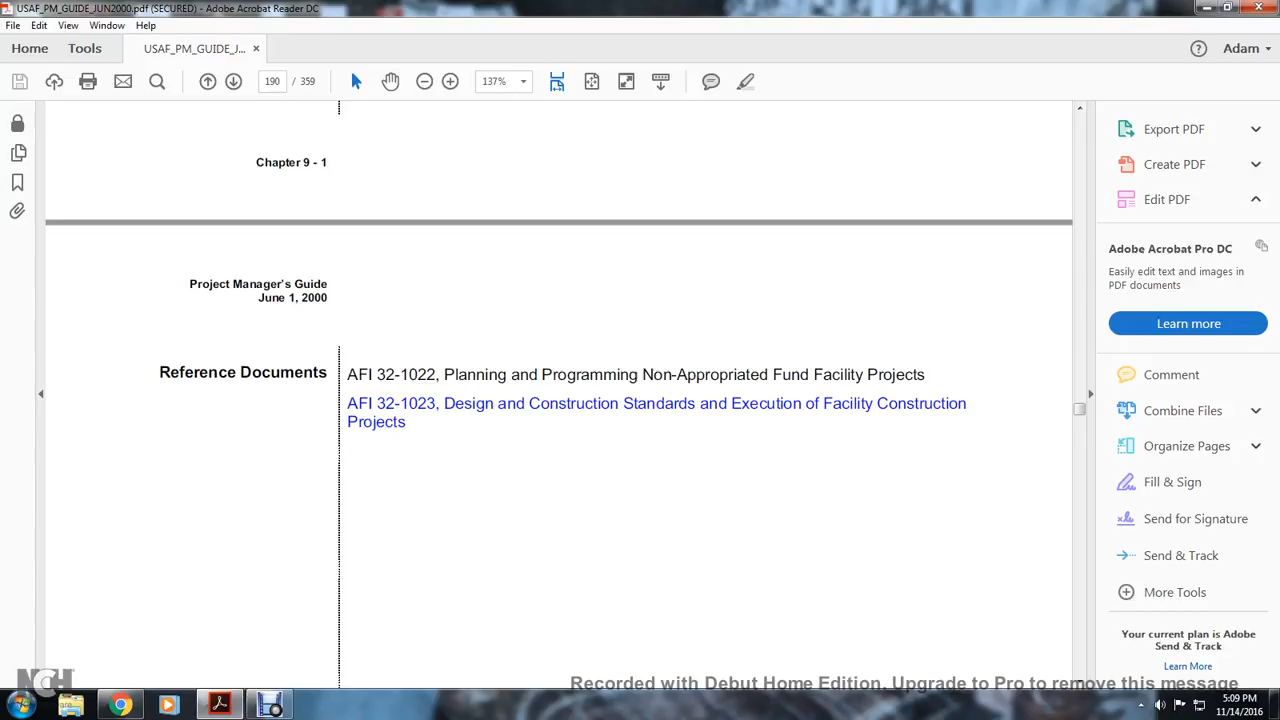 USAF_PM_GUIDE_JUN2000.pdf (SECURED) - Adobe Acrobat Reader DC
File Edit View Window Help
Home Tools USAF_PM_GUIDE_J... × Adam
190 / 359 137%
Chapter 9 - 1
Project Manager's Guide
June 1, 2000
Reference Documents
AFI 32-1022, Planning and Programming Non-Appropriated Fund Facility Projects
AFI 32-1023, Design and Construction Standards and Execution of Facility Construction
Projects
Export PDF
Create PDF
Edit PDF
Adobe Acrobat Pro DC
Easily edit text and images in
PDF documents
Learn more
Comment
Combine Files
Organize Pages
Fill & Sign
Send for Signature
Send & Track
More Tools
Your current plan is Adobe
Send & Track
Learn More
NCH
Recorded with Debut Home Edition. Upgrade to Pro to remove this message
5:09 PM
11/14/2016